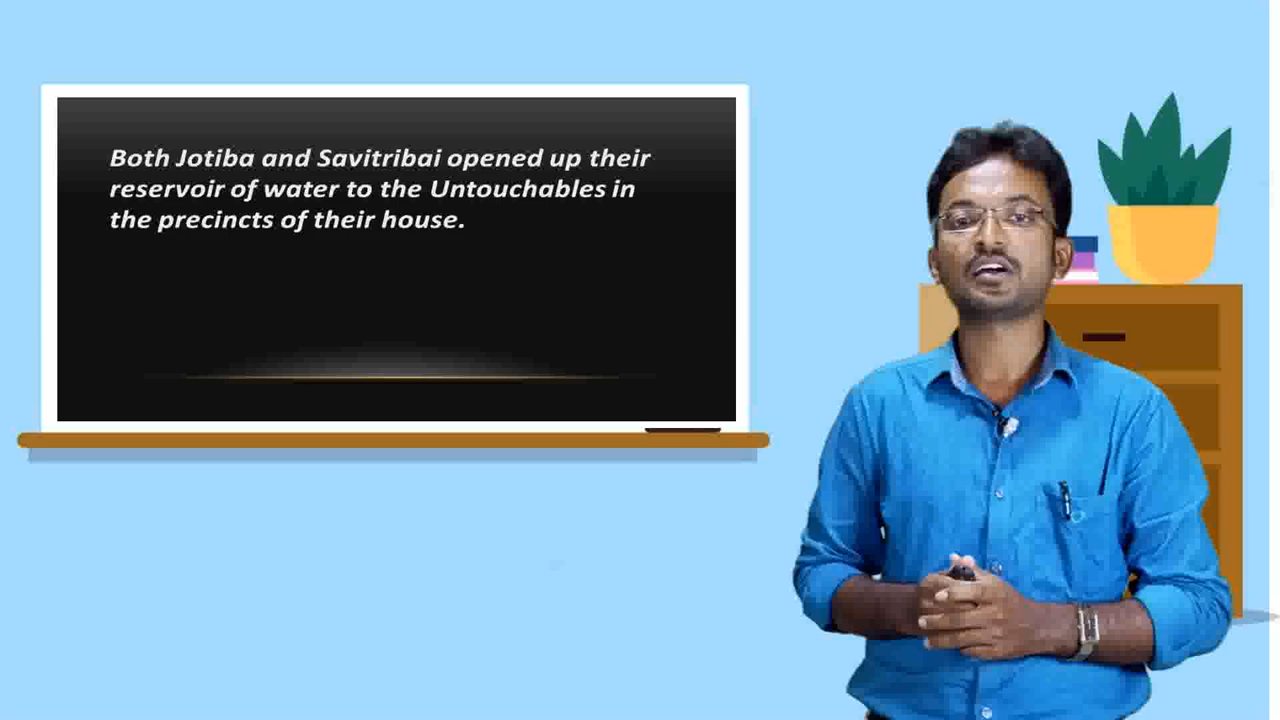 Both Jotiba and Savitribai opened up their
reservoir of water to the Untouchables in
the precincts of their house.